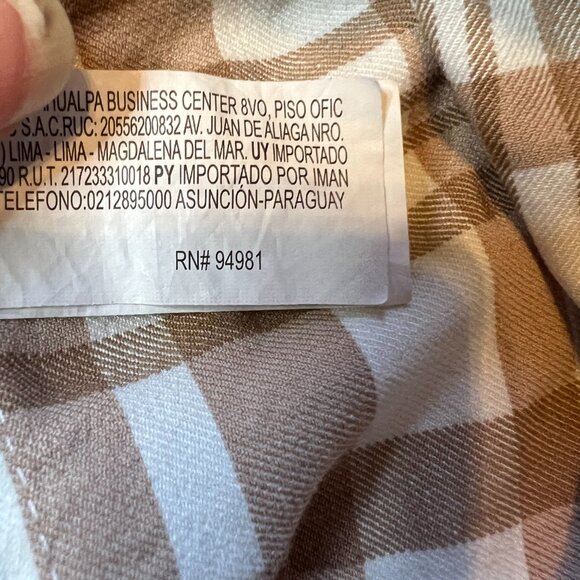 BUSINESS CENTER 8VO, PISO OFIC
S.A.C.RUC: 20556200832 AV. JUAN DE ALIAGA NRO.
) LIMA - LIMA - MAGDALENA DEL MAR. UY IMPORTADO
90 R.U.T. 217233310018 PY IMPORTADO POR IMAN
TELEFONO:0212895000 ASUNCIÓN-PARAGUAY
RN# 94981